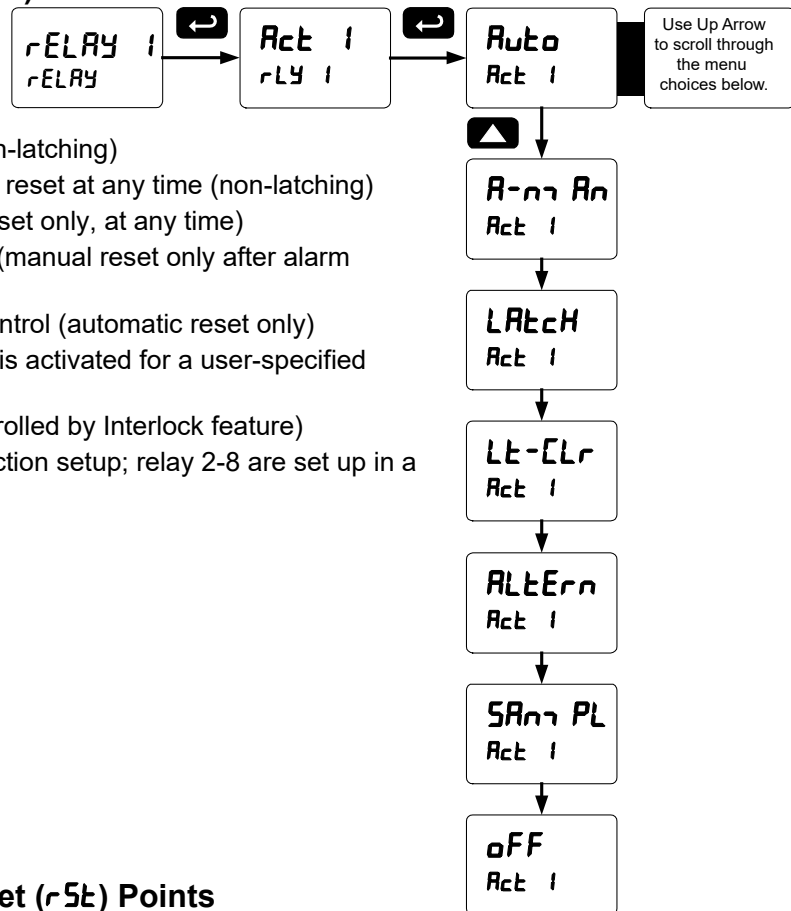 rELAY 1
rELAY
Act 1
rLY 1
Auto
Act 1
Use Up Arrow
to scroll through
the menu
choices below.
n-latching)
reset at any time (non-latching)
set only, at any time)
(manual reset only after alarm
ntrol (automatic reset only)
is activated for a user-specified
rolled by Interlock feature)
ction setup; relay 2-8 are set up in a
A-mAn
Act 1
LAtcH
Act 1
Lt-CLr
Act 1
ALtErn
Act 1
SAmPL
Act 1
oFF
Act 1
et (rSt) Points